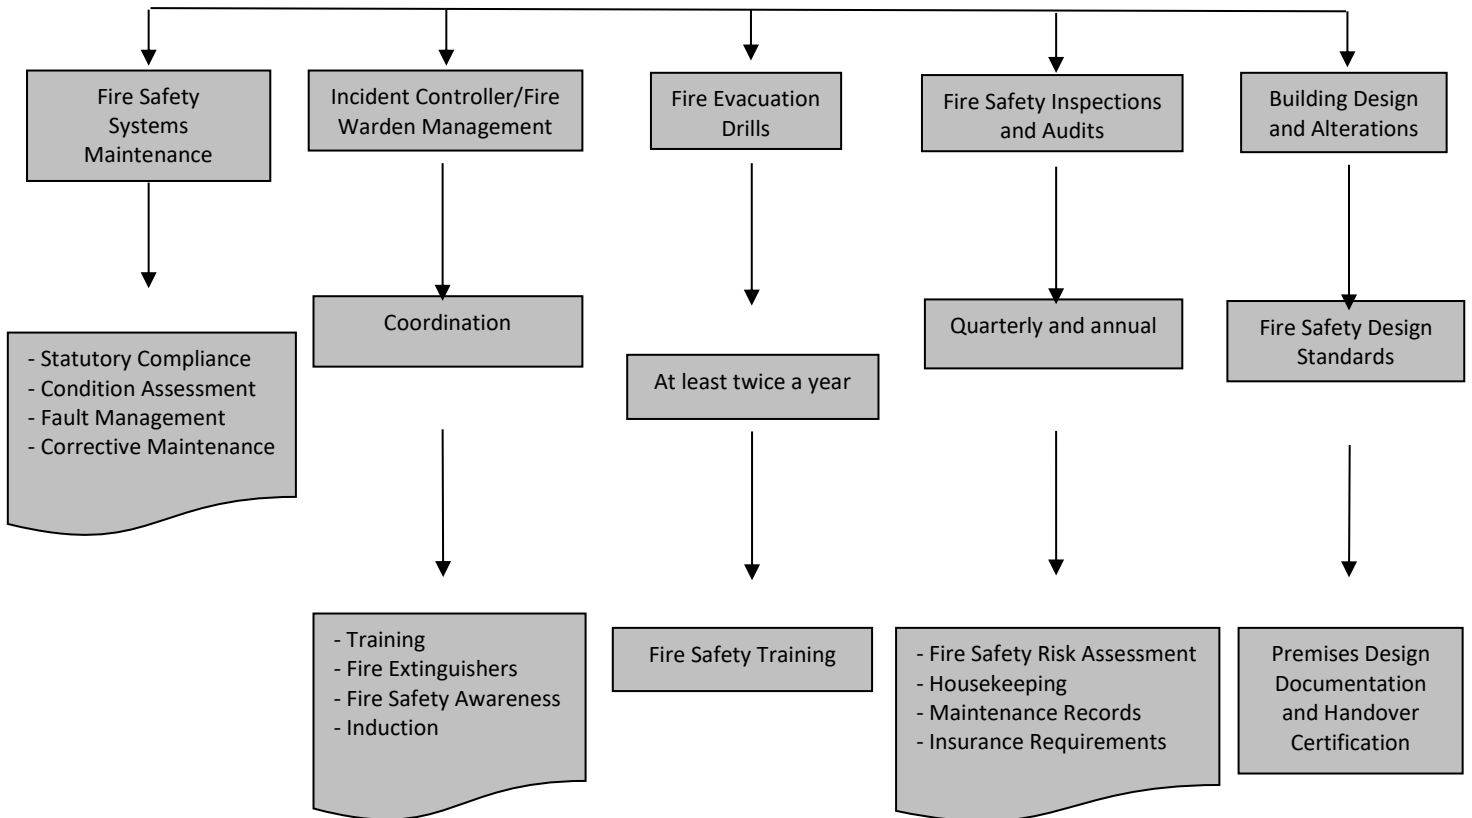 Fire Safety
Systems
Maintenance
Incident Controller/Fire
Warden Management
Fire Evacuation
Drills
Fire Safety Inspections
and Audits
Building Design
and Alterations
- Statutory Compliance
- Condition Assessment
- Fault Management
- Corrective Maintenance
Coordination
At least twice a year
Quarterly and annual
Fire Safety Design
Standards
- Training
- Fire Extinguishers
- Fire Safety Awareness
- Induction
Fire Safety Training
- Fire Safety Risk Assessment
- Housekeeping
- Maintenance Records
- Insurance Requirements
Premises Design
Documentation
and Handover
Certification